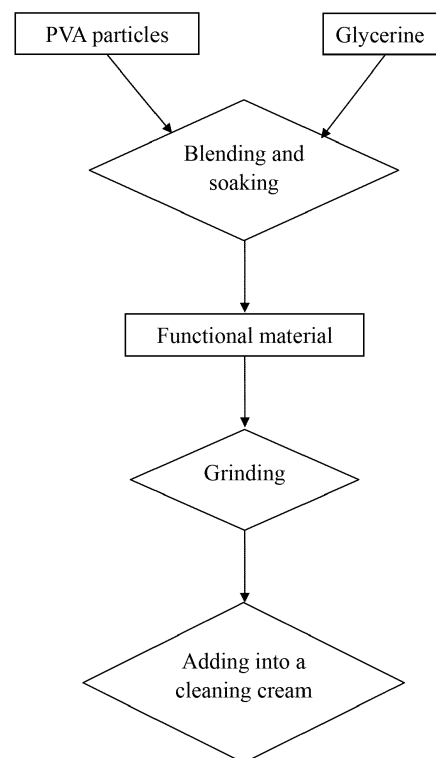 PVA particles
Glycerine
Blending and
soaking
Functional material
Grinding
Adding into a
cleaning cream